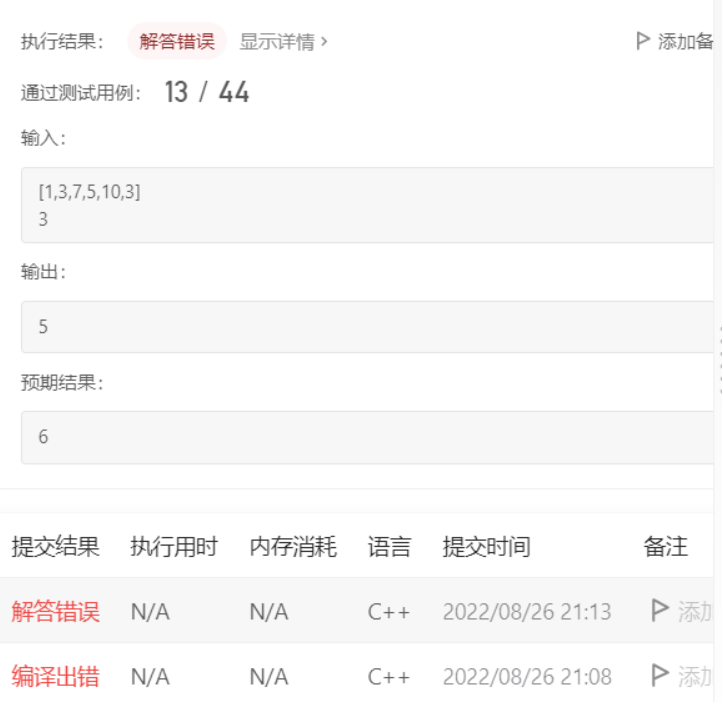 执行结果： 解答错误 显示详情 > 添加备
通过测试用例： 13 / 44
输入：
[1,3,7,5,10,3]
3
输出：
5
预期结果：
6
提交结果 执行用时 内存消耗 语言 提交时间 备注
解答错误 N/A N/A C++ 2022/08/26 21:13 添加
编译出错 N/A N/A C++ 2022/08/26 21:08 添加